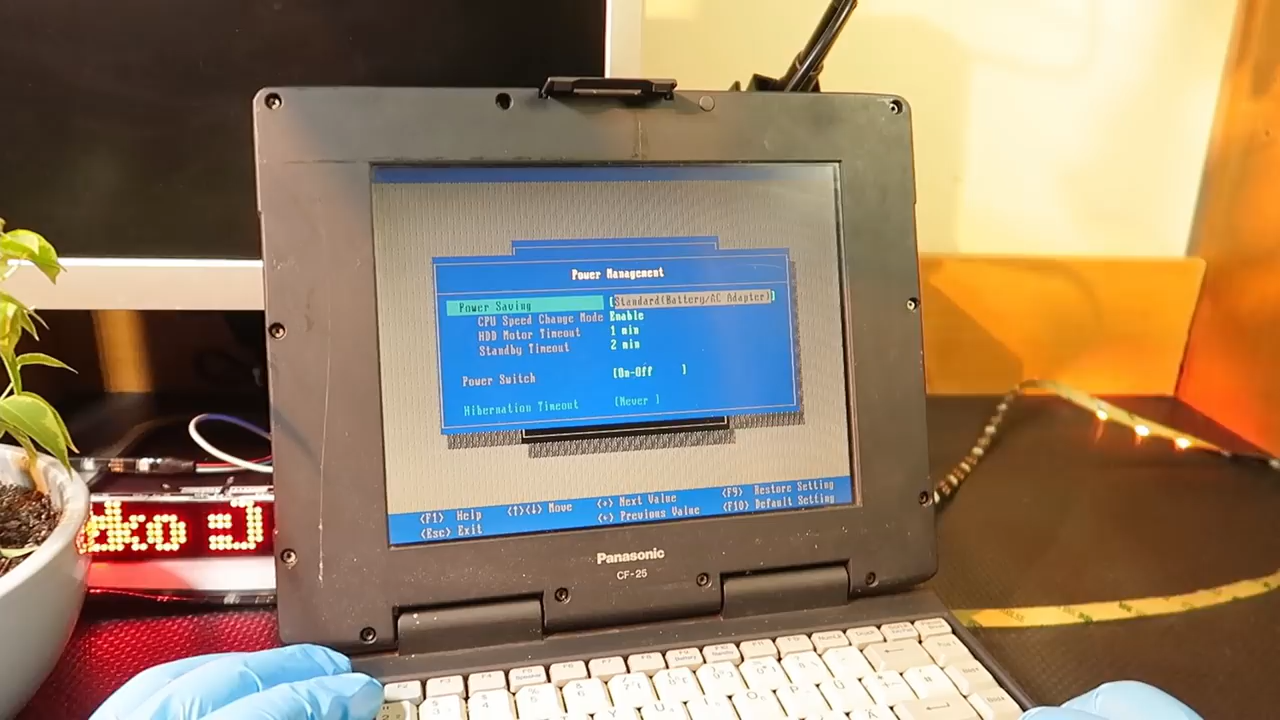 Power Management
Power Saving [Standard(Battery/AC Adapter)]
CPU Speed Change Mode Enable
HDD Motor Timeout 1 min
Standby Timeout 2 min
Power Switch [On-Off ]
Hibernation Timeout [Never ]
<F1> Help <↑><↓> Move <+> Next Value <F9> Restore Setting
<Esc> Exit <+> Previous Value <F10> Default Setting
Panasonic
CF-25
zko :J